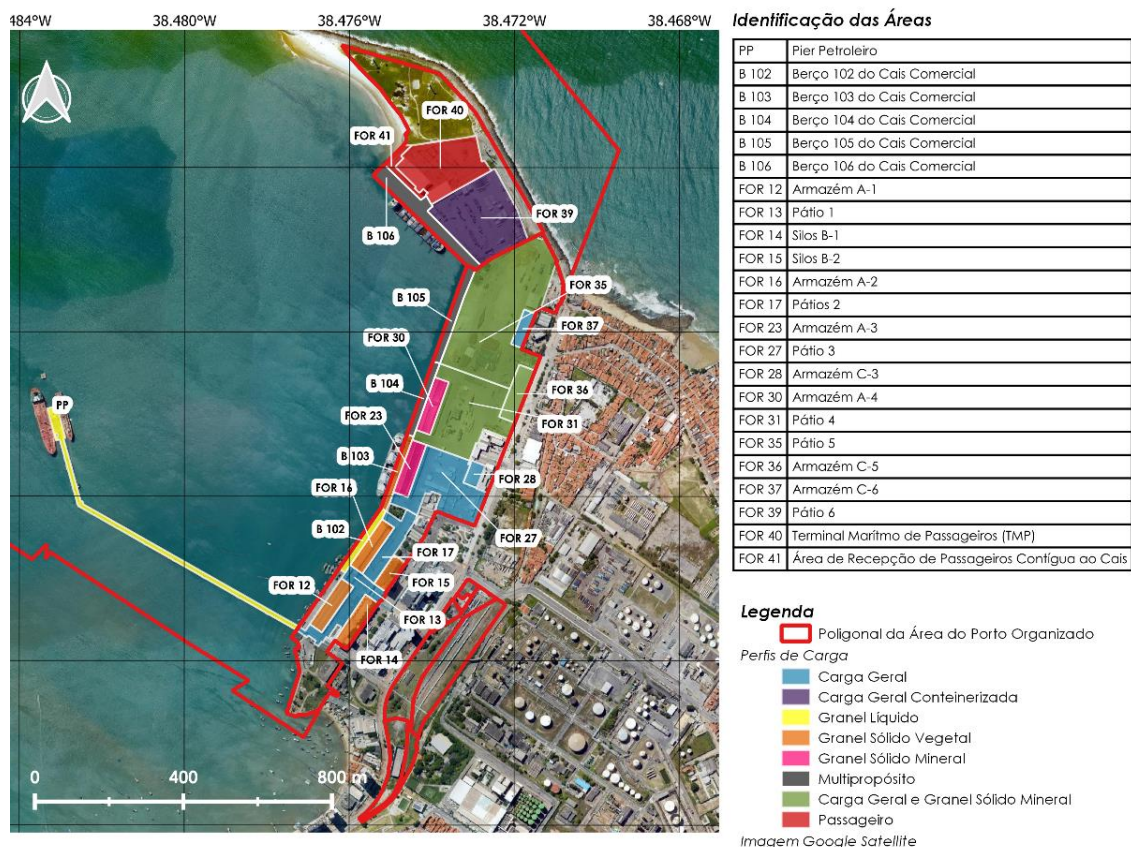 484°W 38.480°W 38.476°W 38.472°W 38.468°W
FOR 40
FOR 41
FOR 39
B 106
FOR 35
B 105
FOR 37
FOR 30
B 104
FOR 36
PP
FOR 23
FOR 31
B 103
FOR 28
FOR 16
B 102
FOR 27
FOR 17
FOR 15
FOR 12
FOR 13
FOR 14
0 400 800 m
Identificação das Áreas
PP Pier Petroleiro
B 102 Berço 102 do Cais Comercial
B 103 Berço 103 do Cais Comercial
B 104 Berço 104 do Cais Comercial
B 105 Berço 105 do Cais Comercial
B 106 Berço 106 do Cais Comercial
FOR 12 Armazém A-1
FOR 13 Pátio 1
FOR 14 Silos B-1
FOR 15 Silos B-2
FOR 16 Armazém A-2
FOR 17 Pátios 2
FOR 23 Armazém A-3
FOR 27 Pátio 3
FOR 28 Armazém C-3
FOR 30 Armazém A-4
FOR 31 Pátio 4
FOR 35 Pátio 5
FOR 36 Armazém C-5
FOR 37 Armazém C-6
FOR 39 Pátio 6
FOR 40 Terminal Marítmo de Passageiros (TMP)
FOR 41 Área de Recepção de Passageiros Contígua ao Cais
Legenda
Poligonal da Área do Porto Organizado
Perfis de Carga
Carga Geral
Carga Geral Conteinerizada
Granel Líquido
Granel Sólido Vegetal
Granel Sólido Mineral
Multipropósito
Carga Geral e Granel Sólido Mineral
Passageiro
Imagem Google Satellite